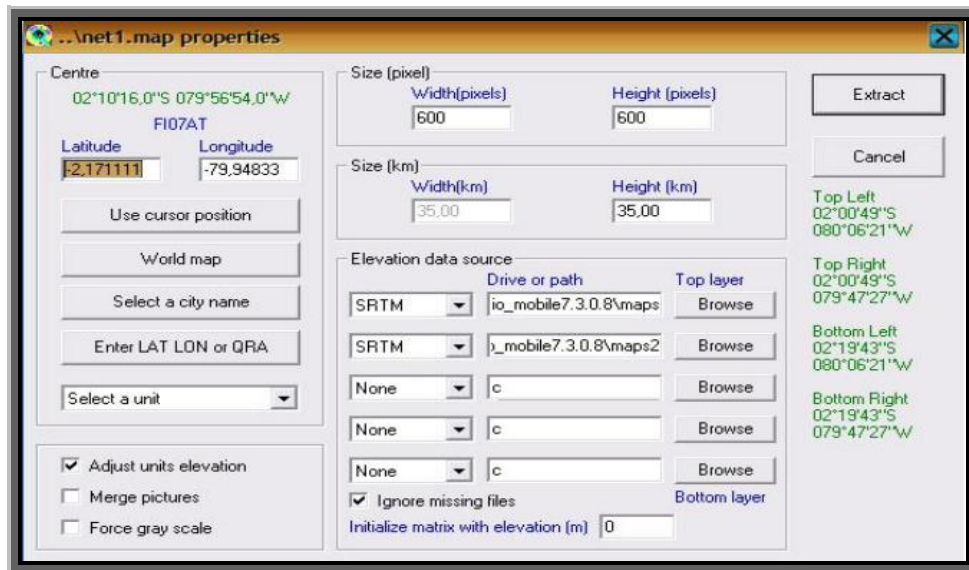 ..\net1.map properties
Centre
02°10'16,0''S 079°56'54,0''W
FI07AT
Latitude Longitude
-2,171111 -79,94833
Use cursor position
World map
Select a city name
Enter LAT LON or QRA
Select a unit
Adjust units elevation
Merge pictures
Force gray scale
Size (pixel)
Width(pixels) Height (pixels)
600 600
Size (km)
Width(km) Height (km)
35,00 35,00
Elevation data source
Drive or path Top layer
SRTM io_mobile7.3.0.8\maps Browse
SRTM o_mobile7.3.0.8\maps2 Browse
None c Browse
None c Browse
None c Browse
Ignore missing files Bottom layer
Initialize matrix with elevation (m) 0
Extract
Cancel
Top Left
02°00'49''S
080°06'21''W
Top Right
02°00'49''S
079°47'27''W
Bottom Left
02°19'43''S
080°06'21''W
Bottom Right
02°19'43''S
079°47'27''W